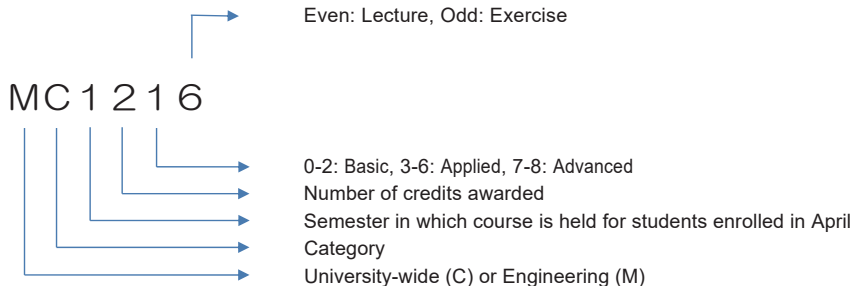 Even: Lecture, Odd: Exercise
MC1216
0-2: Basic, 3-6: Applied, 7-8: Advanced
Number of credits awarded
Semester in which course is held for students enrolled in April
Category
University-wide (C) or Engineering (M)